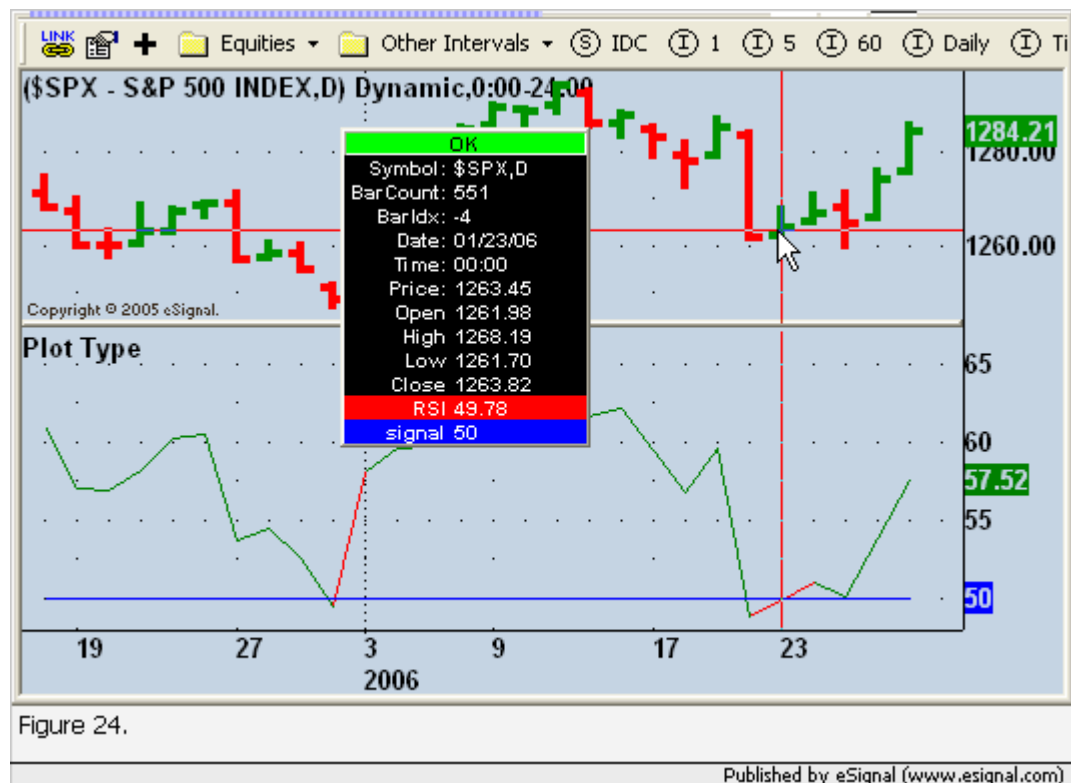 LINK Equities Other Intervals S IDC I 1 I 5 I 60 I Daily I Ti
($SPX - S&P 500 INDEX,D) Dynamic,0:00-24:00
1284.21
1280.00
1260.00
OK
Symbol: $SPX,D
BarCount: 551
BarIdx: -4
Date: 01/23/06
Time: 00:00
Price: 1263.45
Open 1261.98
High 1268.19
Low 1261.70
Close 1263.82
RSI 49.78
signal 50
Copyright © 2005 eSignal.
Plot Type
65
60
57.52
55
50
19 27 3 9 17 23
2006
Figure 24.
Published by eSignal (www.esignal.com)